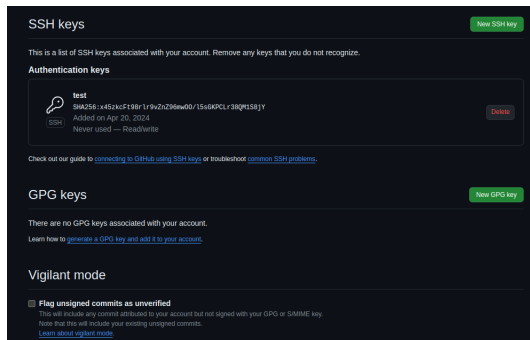 SSH keys
New SSH key
This is a list of SSH keys associated with your account. Remove any keys that you do not recognize.
Authentication keys
test
SHA256:x45zkcFt98rlr9vZnZ96mwOO/l5sGKPCLr38QM1S8jY
Added on Apr 20, 2024
Never used — Read/write
SSH
Delete
Check out our guide to connecting to GitHub using SSH keys or troubleshoot common SSH problems.
GPG keys
New GPG key
There are no GPG keys associated with your account.
Learn how to generate a GPG key and add it to your account.
Vigilant mode
Flag unsigned commits as unverified
This will include any commit attributed to your account but not signed with your GPG or S/MIME key.
Note that this will include your existing unsigned commits.
Learn about vigilant mode.